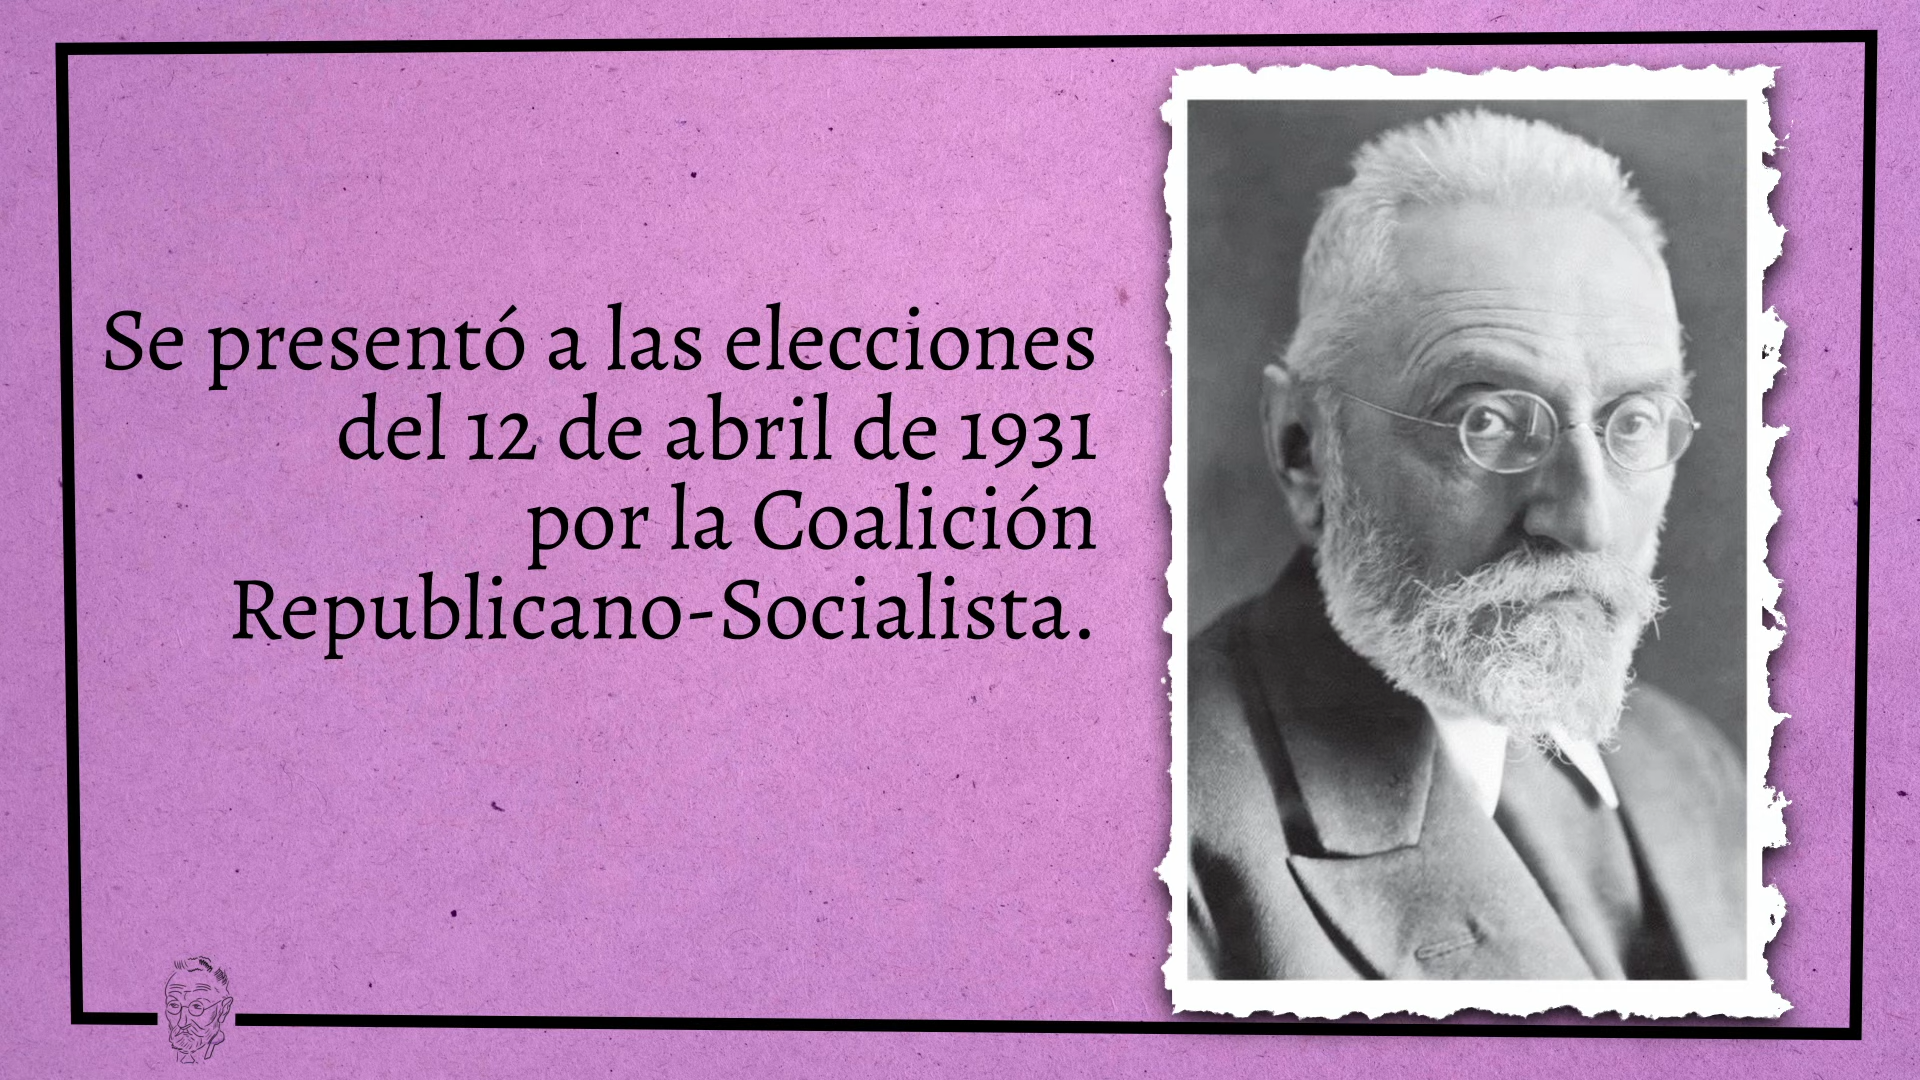 Se presentó a las elecciones
del 12 de abril de 1931
por la Coalición
Republicano-Socialista.